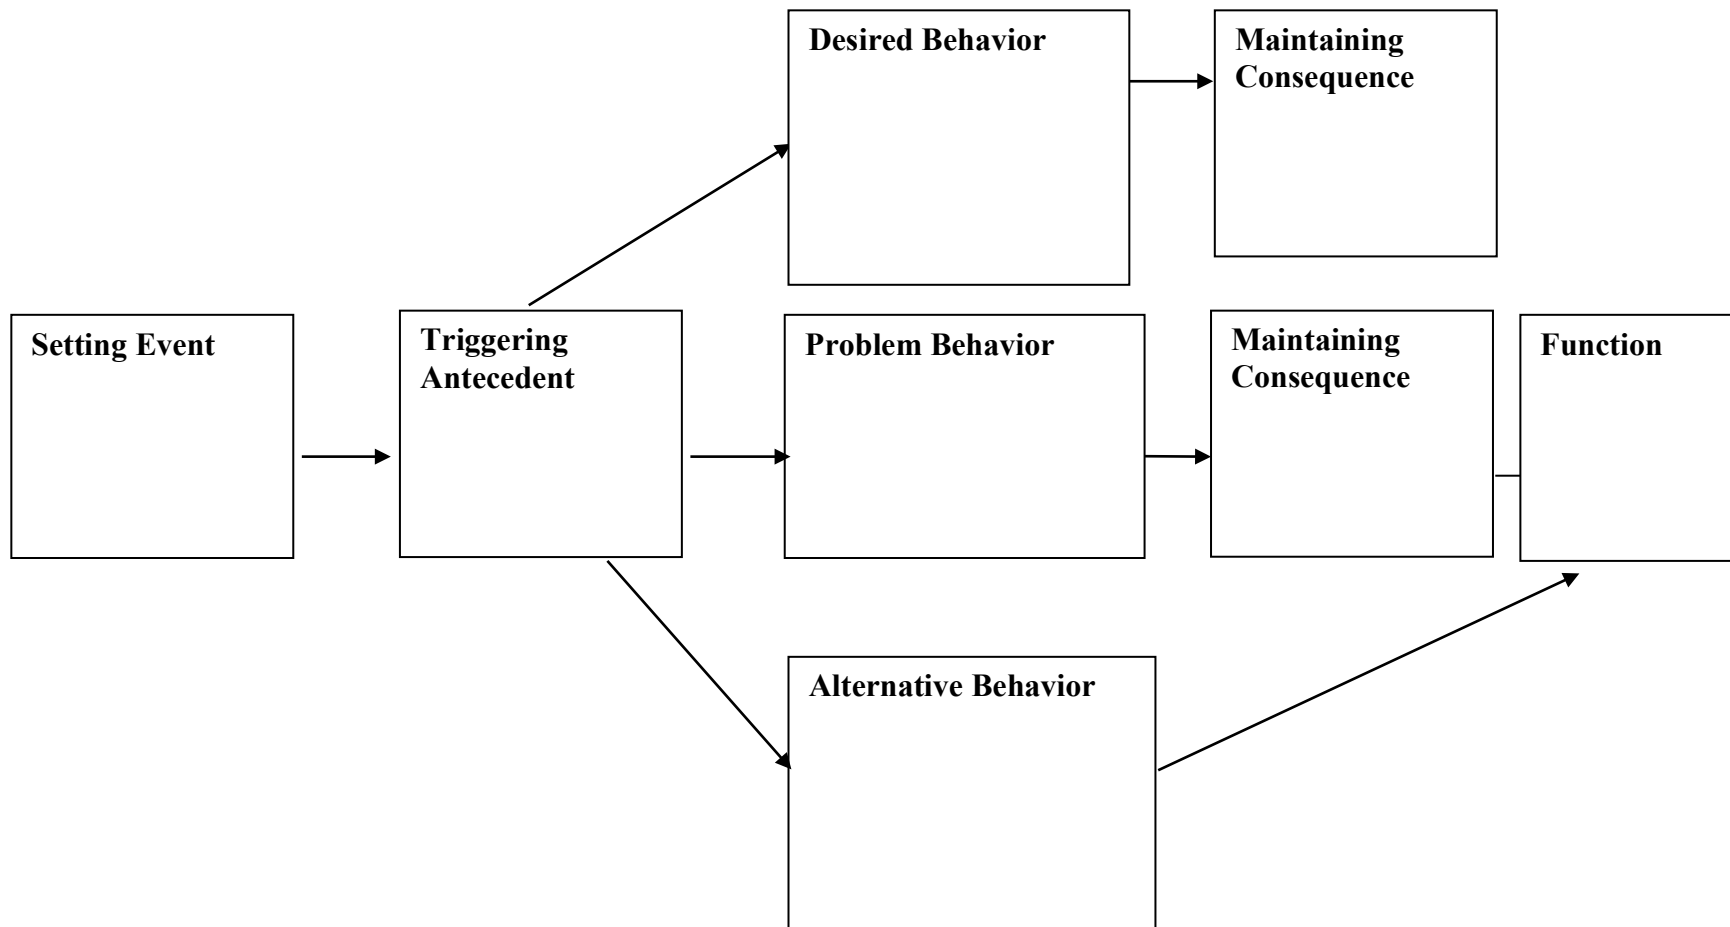 Desired Behavior
Maintaining
Consequence
Setting Event
Triggering
Antecedent
Problem Behavior
Maintaining
Consequence
Function
Alternative Behavior